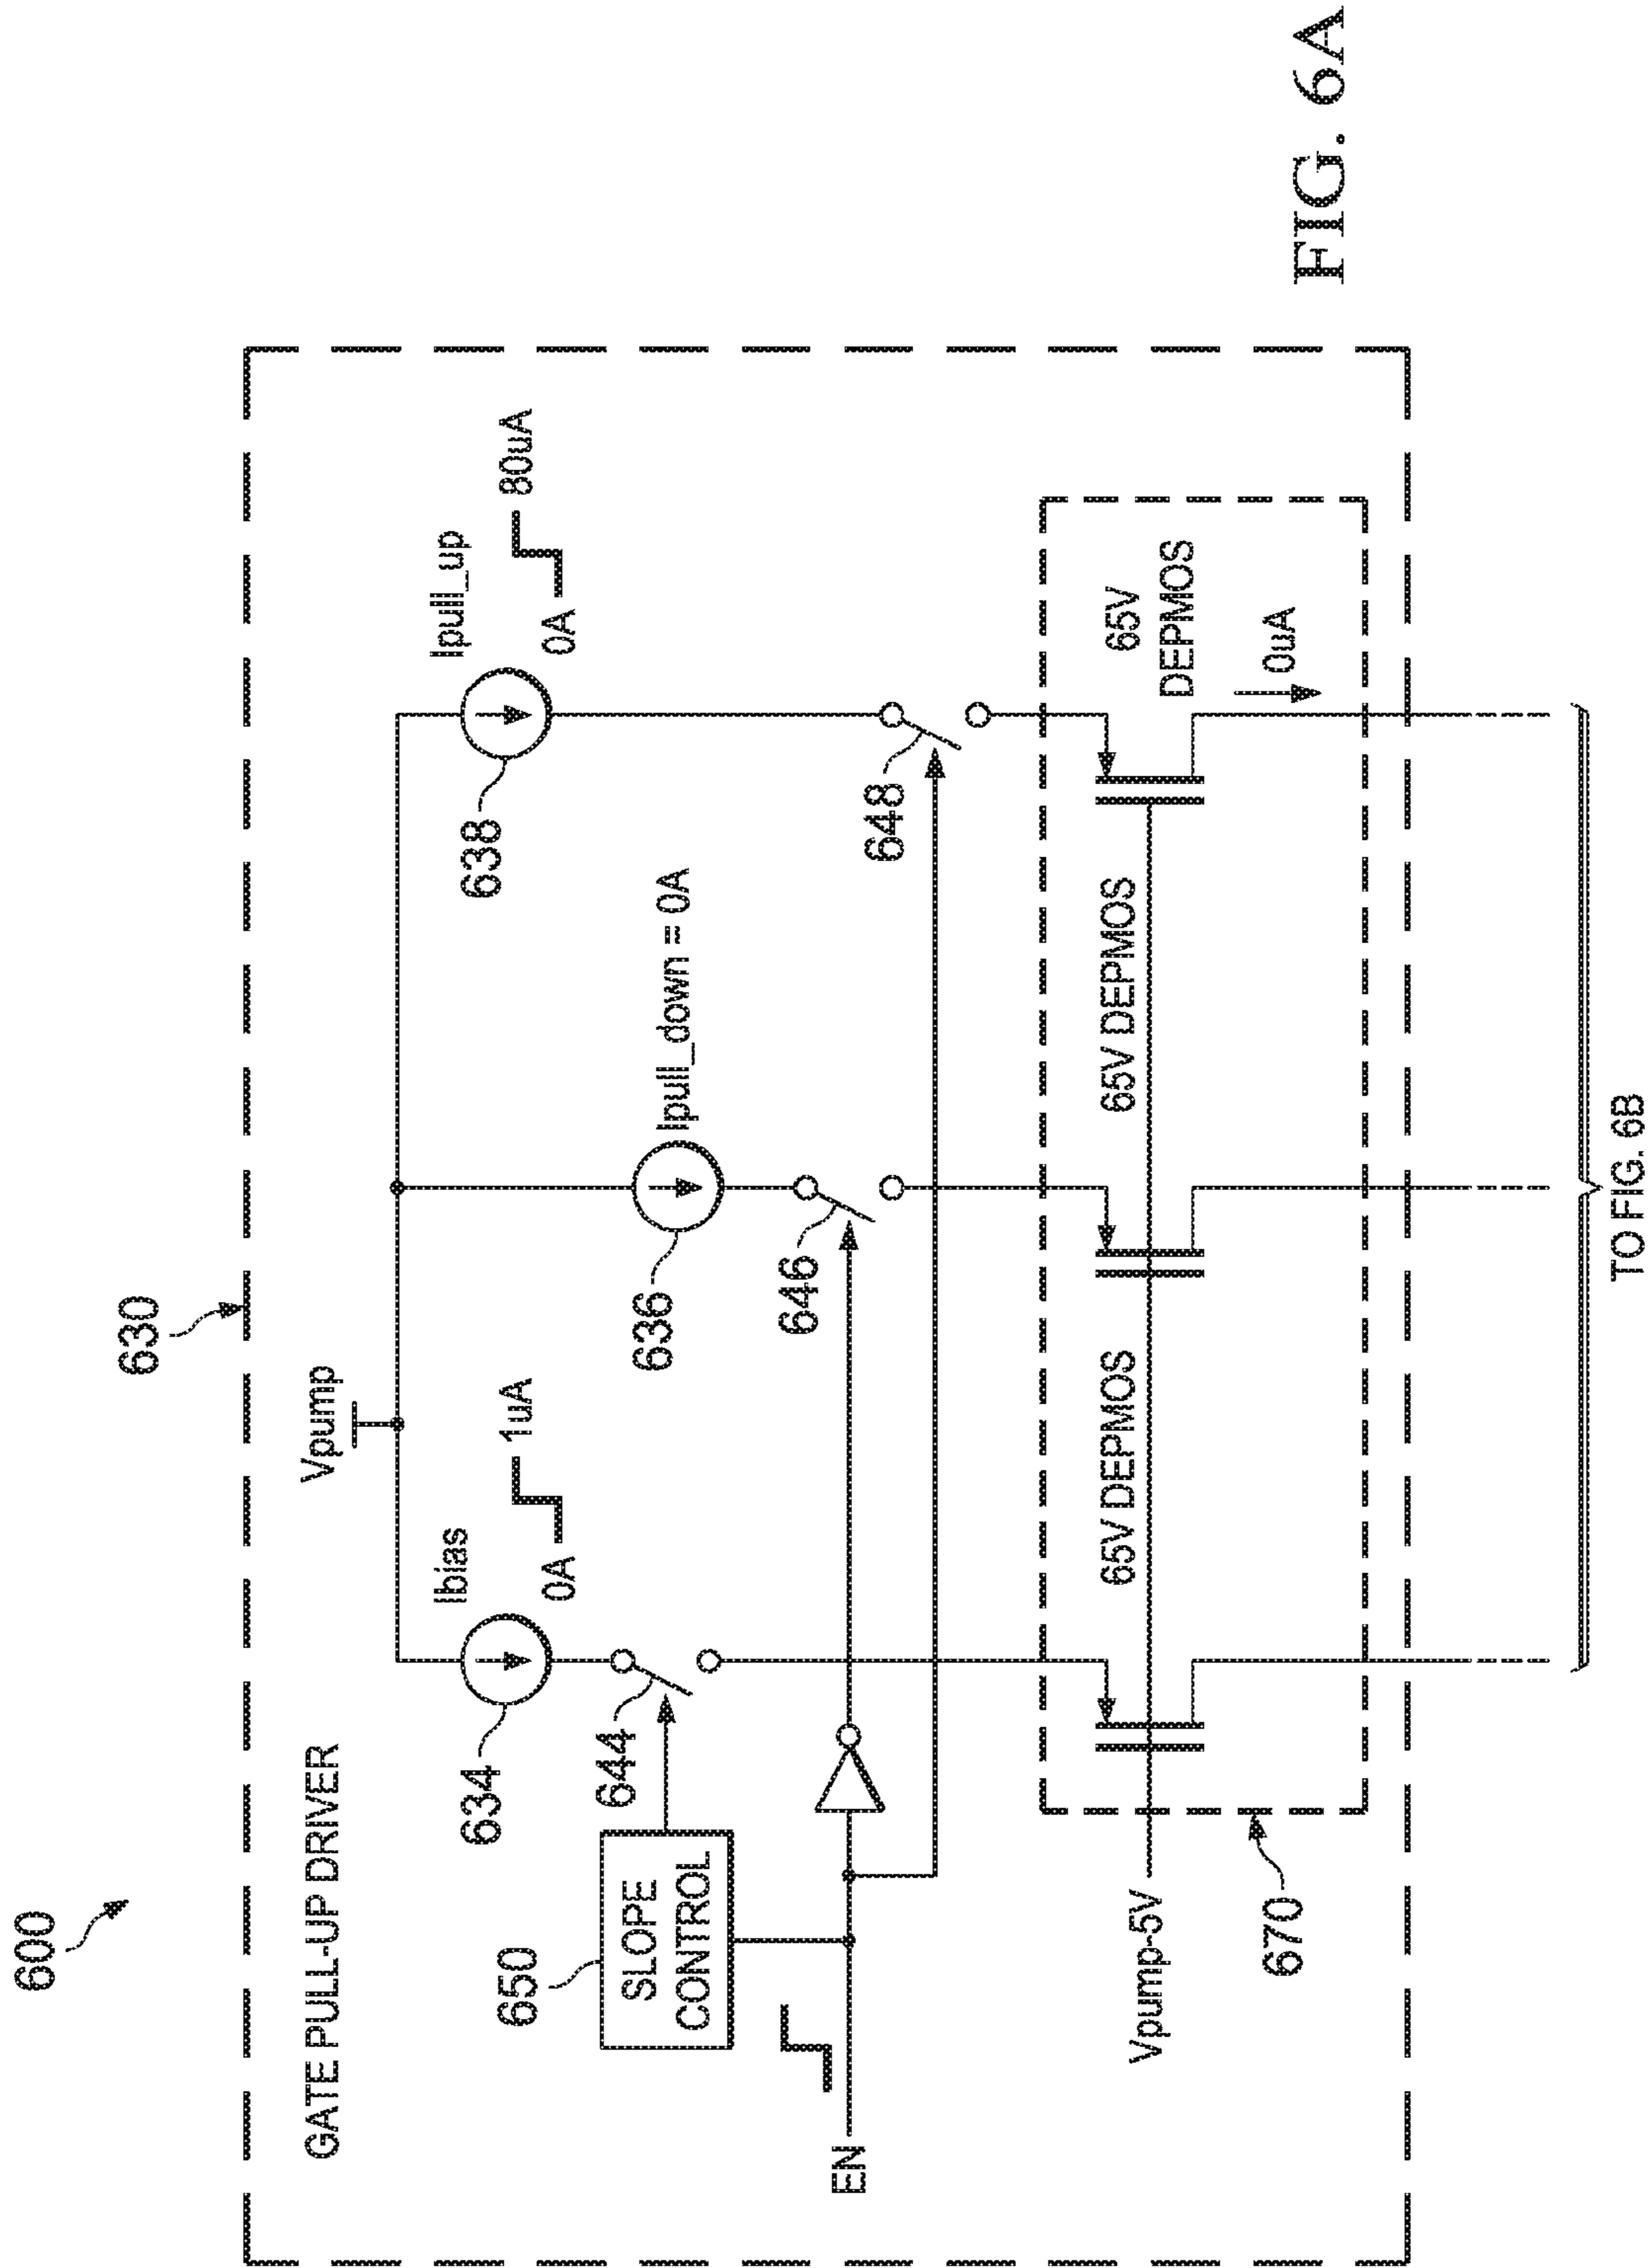 600
630
GATE PULL-UP DRIVER
Vpump
Ibias
0A
1uA
634
Ipull_up
0A
80uA
638
650
SLOPE
CONTROL
644
636
Ipull_down = 0A
646
648
EN
Vpump-5V
65V DEPMOS
65V DEPMOS
65V
DEPMOS
0uA
670
TO FIG. 6B
FIG. 6A